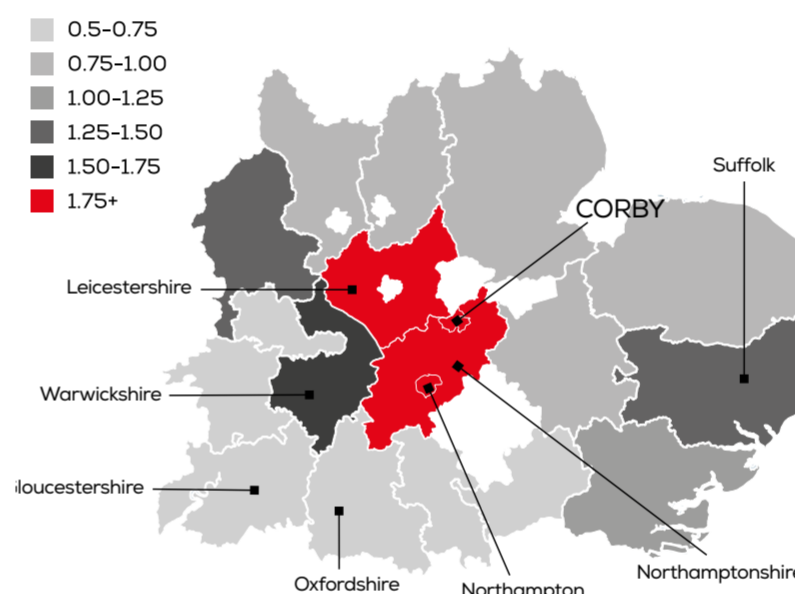 0.5-0.75
0.75-1.00
1.00-1.25
1.25-1.50
1.50-1.75
1.75+
Suffolk
CORBY
Leicestershire
Warwickshire
loucestershire
Oxfordshire
Northampton
Northamptonshire